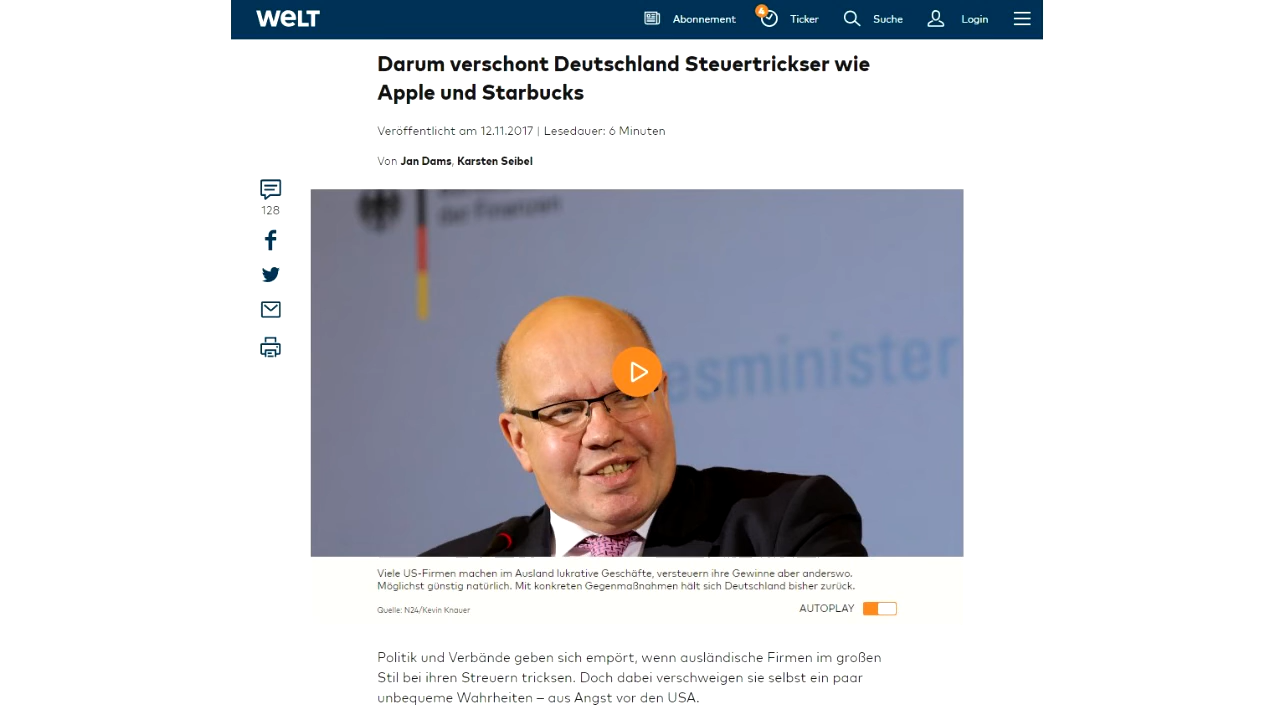 WELT
Abonnement
4
Ticker
Suche
Login
Darum verschont Deutschland Steuertrickser wie
Apple und Starbucks
Veröffentlicht am 12.11.2017 | Lesedauer: 6 Minuten
Von Jan Dams, Karsten Seibel
128
der Finanzen
esminister
Viele US-Firmen machen im Ausland lukrative Geschäfte, versteuern ihre Gewinne aber anderswo.
Möglichst günstig natürlich. Mit konkreten Gegenmaßnahmen hält sich Deutschland bisher zurück.
Quelle: N24/Kevin Knauer
AUTOPLAY
Politik und Verbände geben sich empört, wenn ausländische Firmen im großen
Stil bei ihren Streuern tricksen. Doch dabei verschweigen sie selbst ein paar
unbequeme Wahrheiten – aus Angst vor den USA.